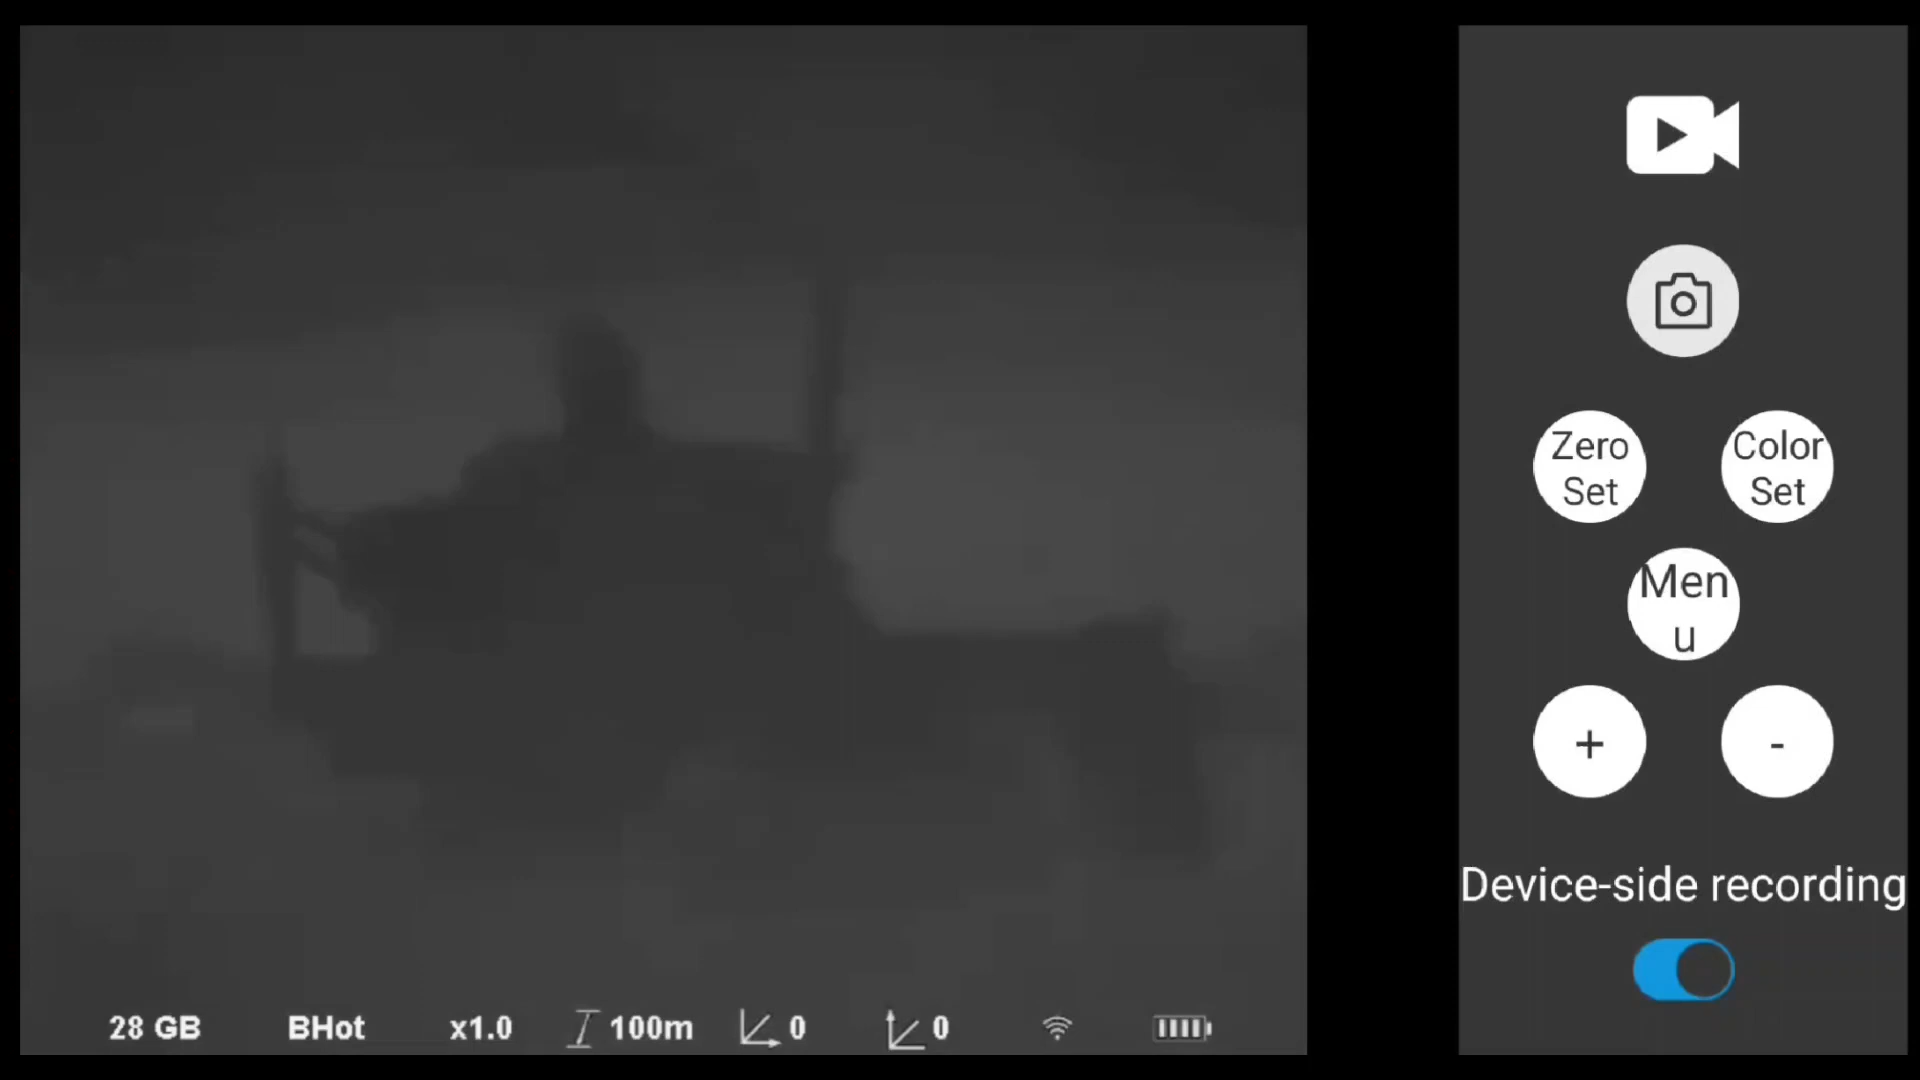 Zero
Set
Color
Set
Men
u
+
-
Device-side recording
28 GB BHot x1.0 100m 0 0